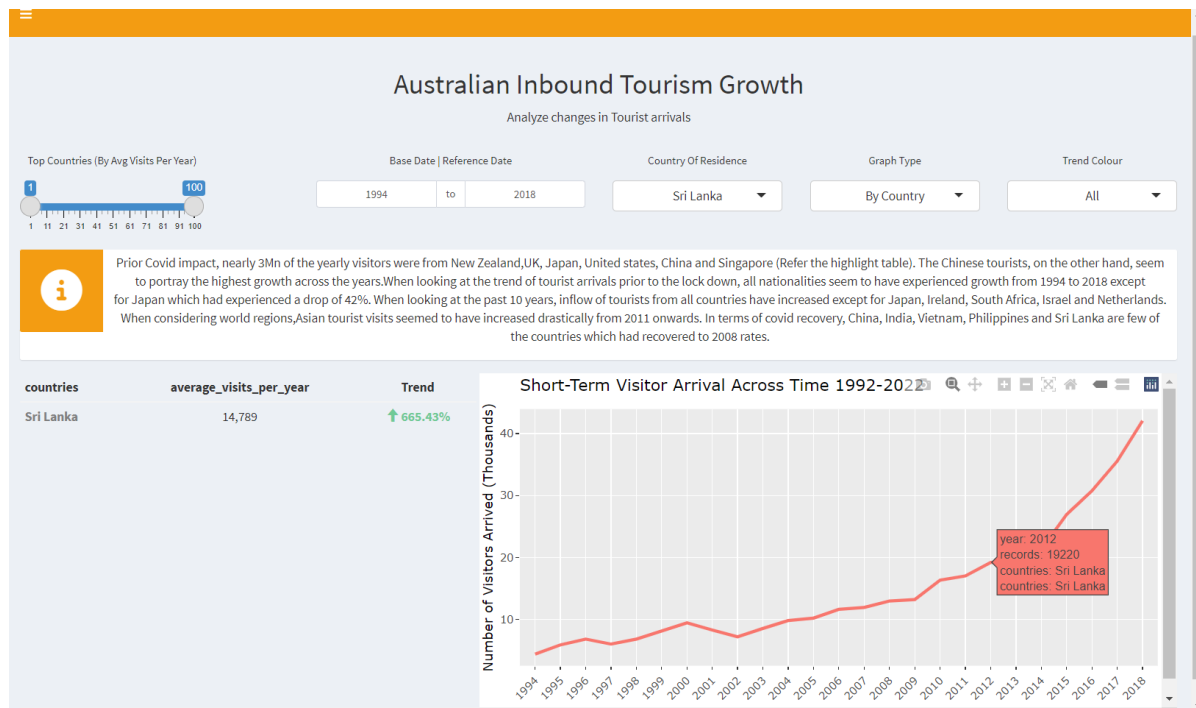 Australian Inbound Tourism Growth
Analyze changes in Tourist arrivals
Top Countries (By Avg Visits Per Year)
Base Date | Reference Date
Country Of Residence
Graph Type
Trend Colour
1 100
1994 to 2018
Sri Lanka
By Country
All
1 11 21 31 41 51 61 71 81 91 100
Prior Covid impact, nearly 3Mn of the yearly visitors were from New Zealand,UK, Japan, United states, China and Singapore (Refer the highlight table). The Chinese tourists, on the other hand, seem
to portray the highest growth across the years.When looking at the trend of tourist arrivals prior to the lock down, all nationalities seem to have experienced growth from 1994 to 2018 except
for Japan which had experienced a drop of 42%. When looking at the past 10 years, inflow of tourists from all countries have increased except for Japan, Ireland, South Africa, Israel and Netherlands.
When considering world regions,Asian tourist visits seemed to have increased drastically from 2011 onwards. In terms of covid recovery, China, India, Vietnam, Philippines and Sri Lanka are few of
the countries which had recovered to 2008 rates.
countries average_visits_per_year Trend
Sri Lanka 14,789 665.43%
Short-Term Visitor Arrival Across Time 1992-2022
Number of Visitors Arrived (Thousands)
40
30
20
10
year: 2012
records: 19220
countries: Sri Lanka
countries: Sri Lanka
1994 1995 1996 1997 1998 1999 2000 2001 2002 2003 2004 2005 2006 2007 2008 2009 2010 2011 2012 2013 2014 2015 2016 2017 2018